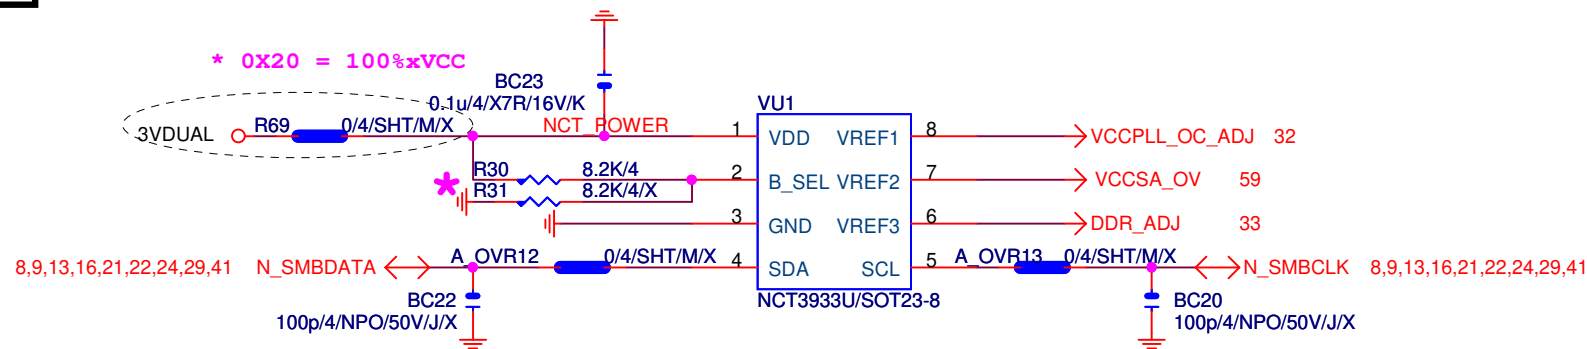 * 0X20 = 100%xVCC
BC23
0.1u/4/X7R/16V/K
VU1
3VDUAL R69 0/4/SHT/M/X NCT_POWER 1 VDD VREF1 8 VCCPLL_OC_ADJ 32
R30 8.2K/4 2 B_SEL VREF2 7 VCCSA_OV 59
* R31 8.2K/4/X
3 GND VREF3 6 DDR_ADJ 33
8,9,13,16,21,22,24,29,41 N_SMBDATA A_OVR12 0/4/SHT/M/X 4 SDA SCL 5 A_OVR13 0/4/SHT/M/X N_SMBCLK 8,9,13,16,21,22,24,29,41
BC22 NCT3933U/SOT23-8 BC20
100p/4/NPO/50V/J/X 100p/4/NPO/50V/J/X